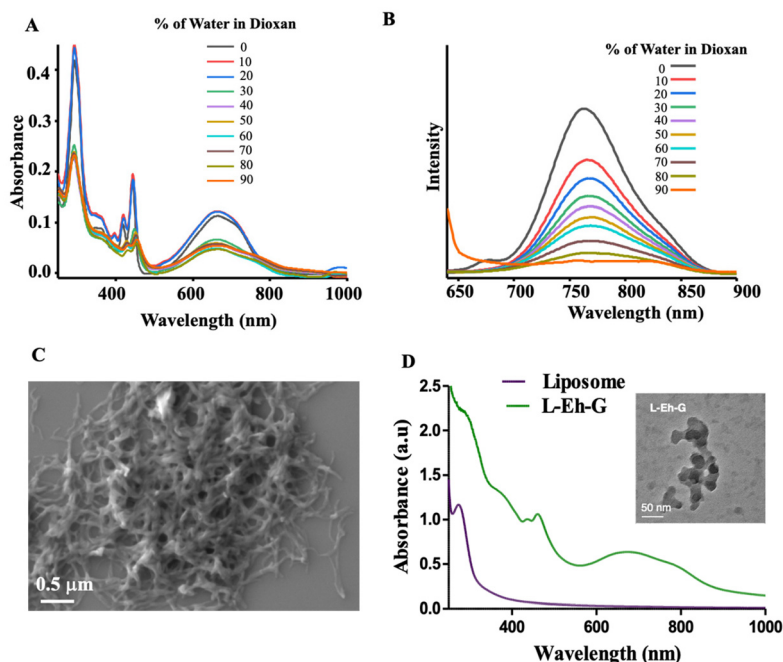 A
% of Water in Dioxan
0
10
20
30
40
50
60
70
80
90
Absorbance
0.4
0.3
0.2
0.1
0.0
400
600
800
1000
Wavelength (nm)
B
% of Water in Dioxan
0
10
20
30
40
50
60
70
80
90
Intensity
650
700
750
800
850
900
Wavelength (nm)
C
0.5 µm
D
Liposome
L-Eh-G
Absorbance (a.u)
2.5
2.0
1.5
1.0
0.5
0.0
400
600
800
1000
Wavelength (nm)
L-Eh-G
50 nm